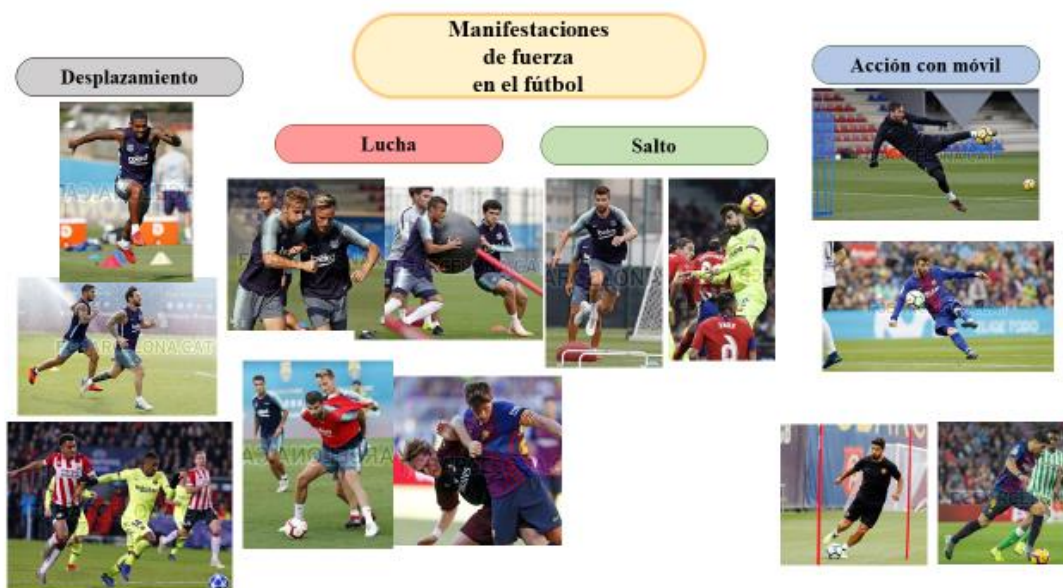 Manifestaciones
de fuerza
en el fútbol
Desplazamiento
Acción con móvil
Lucha
Salto